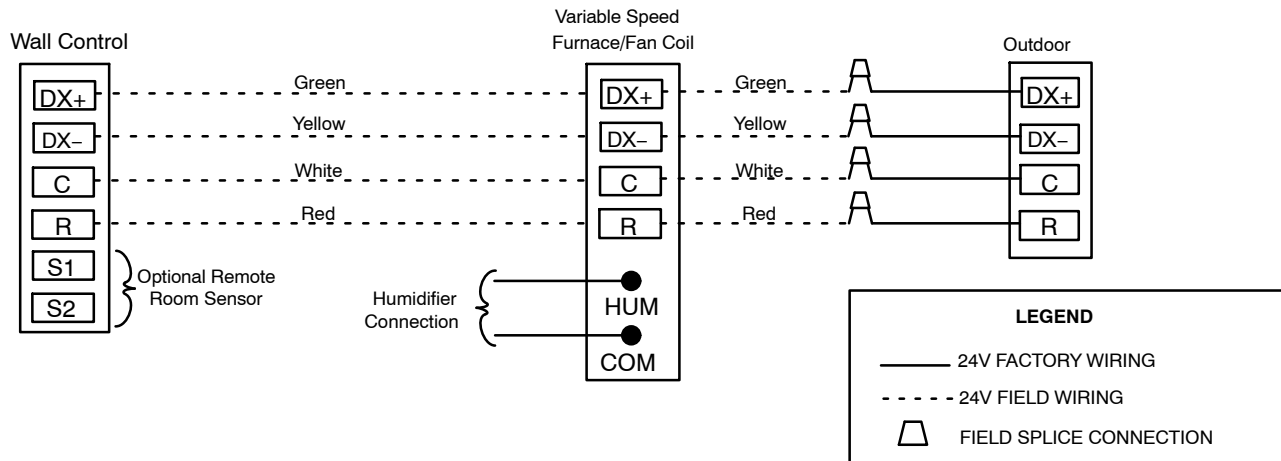 Variable Speed
Furnace/Fan Coil
Wall Control
Outdoor
DX+
Green
DX+
Green
DX+
DX−
Yellow
DX−
Yellow
DX−
C
White
C
White
C
R
Red
R
Red
R
S1
S2
Optional Remote
Room Sensor
Humidifier
Connection
HUM
COM
LEGEND
24V FACTORY WIRING
24V FIELD WIRING
FIELD SPLICE CONNECTION